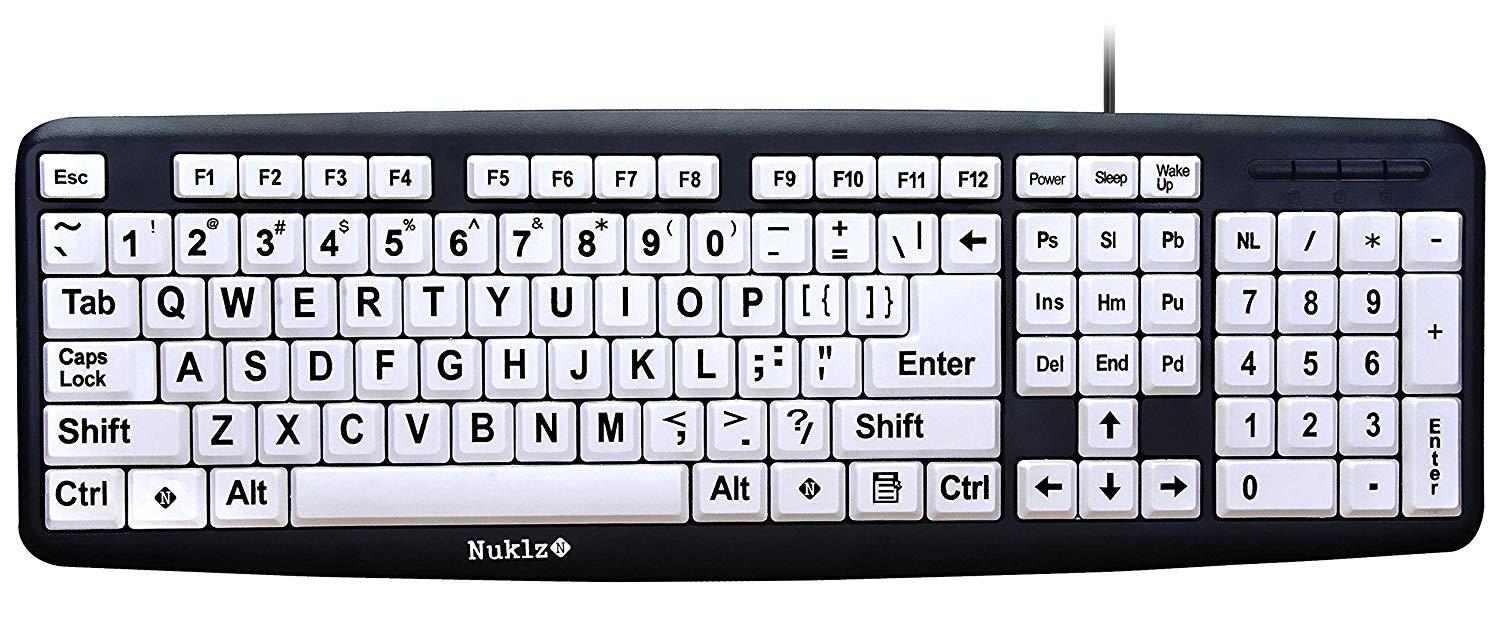 Esc F1 F2 F3 F4 F5 F6 F7 F8 F9 F10 F11 F12 Power Sleep Wake Up
~ ` 1 ! 2 @ 3 # 4 $ 5 % 6 ^ 7 & 8 * 9 ( 0 ) — - + = \ | ← Ps Sl Pb NL / * -
Tab Q W E R T Y U I O P [ { ] } Ins Hm Pu 7 8 9 +
Caps Lock A S D F G H J K L ; : ; " Enter Del End Pd 4 5 6
Shift Z X C V B N M < ; > . ? / Shift ↑ 1 2 3 Enter
Ctrl N Alt Alt N Ctrl ← ↓ → 0 -
Nuklz N